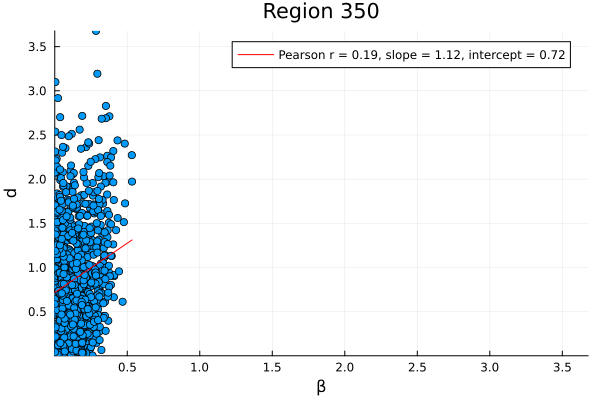 Region 350
Pearson r = 0.19, slope = 1.12, intercept = 0.72
3.5
3.0
2.5
2.0
1.5
1.0
0.5
d
0.5 1.0 1.5 2.0 2.5 3.0 3.5
β